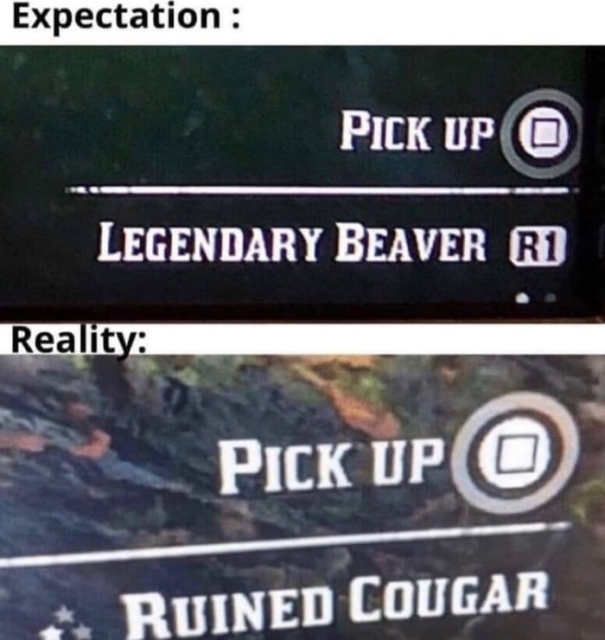 Expectation :
PICK UP
LEGENDARY BEAVER R1
Reality:
PICK UP
RUINED COUGAR